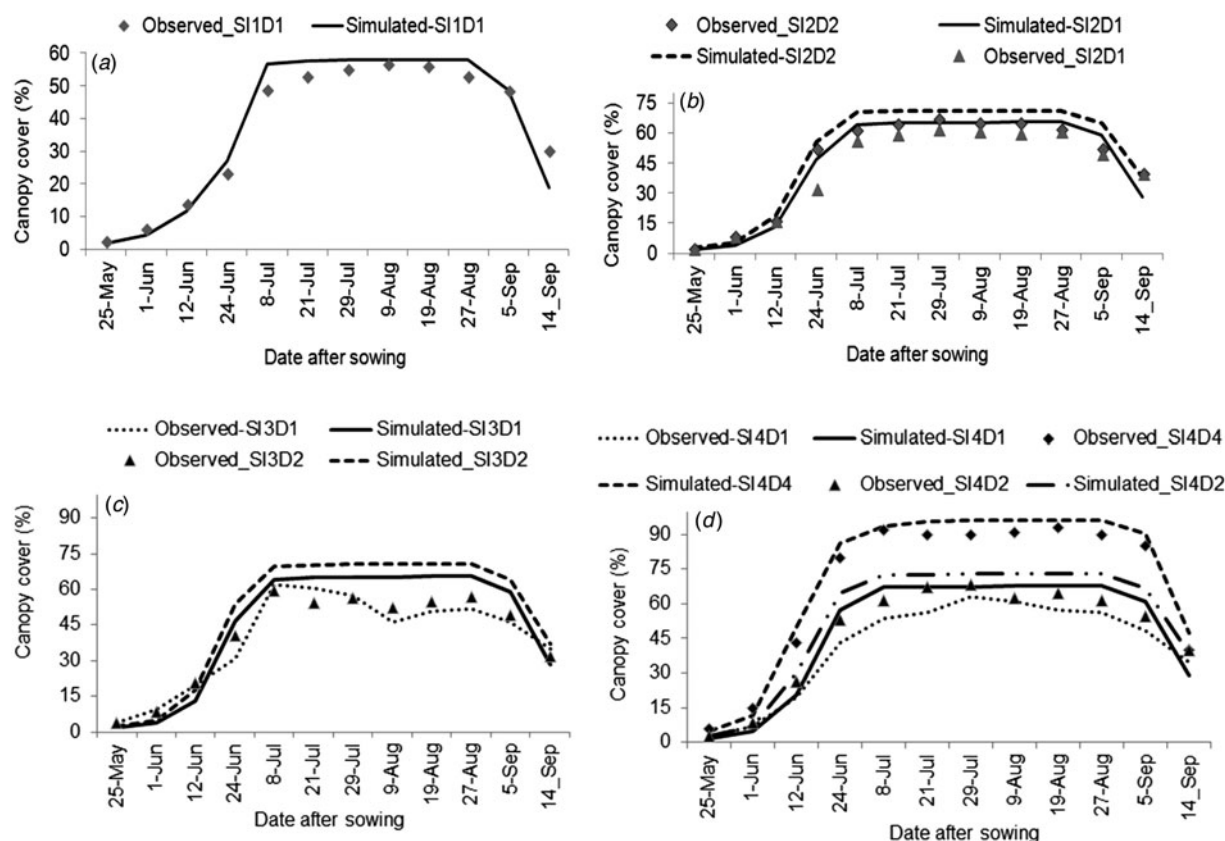 Observed_SI1D1 Simulated-SI1D1
(a)
Canopy cover (%)
60
50
40
30
20
10
0
25-May 1-Jun 12-Jun 24-Jun 8-Jul 21-Jul 29-Jul 9-Aug 19-Aug 27-Aug 5-Sep 14_Sep
Date after sowing
Observed_SI2D2 Simulated-SI2D1
Simulated-SI2D2 Observed_SI2D1
(b)
Canopy cover (%)
75
60
45
30
15
0
25-May 1-Jun 12-Jun 24-Jun 8-Jul 21-Jul 29-Jul 9-Aug 19-Aug 27-Aug 5-Sep 14_Sep
Date after sowing
Observed-SI3D1 Simulated-SI3D1
Observed_SI3D2 Simulated_SI3D2
(c)
Canopy cover (%)
90
75
60
45
30
15
0
25-May 1-Jun 12-Jun 24-Jun 8-Jul 21-Jul 29-Jul 9-Aug 19-Aug 27-Aug 5-Sep 14_Sep
Date after sowing
Observed-SI4D1 Simulated-SI4D1 Observed_SI4D4
Simulated-SI4D4 Observed_SI4D2 Simulated_SI4D2
(d)
Canopy cover (%)
90
75
60
45
30
15
0
25-May 1-Jun 12-Jun 24-Jul 8-Jul 21-Jul 29-Jul 9-Aug 19-Aug 27-Aug 5-Sep 14_Sep
Date after sowing